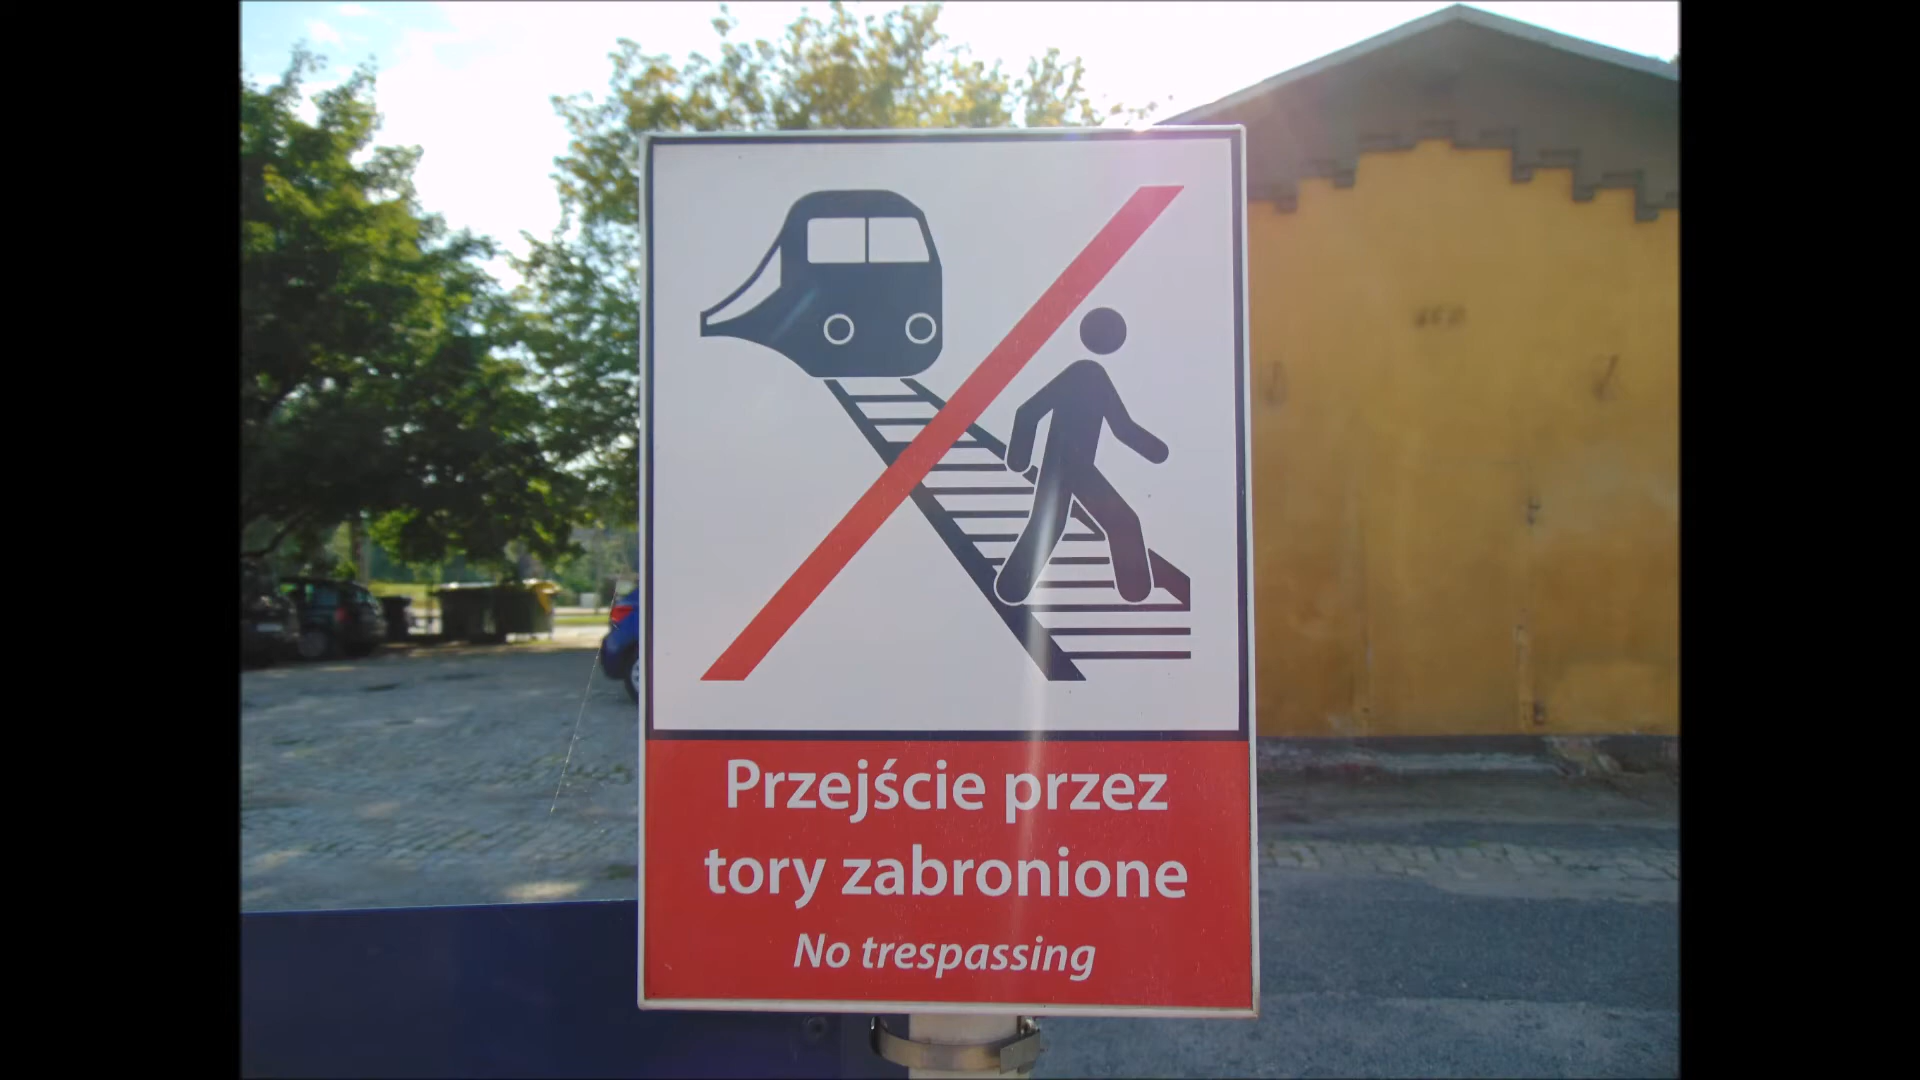 Przejście przez
tory zabronione
No trespassing